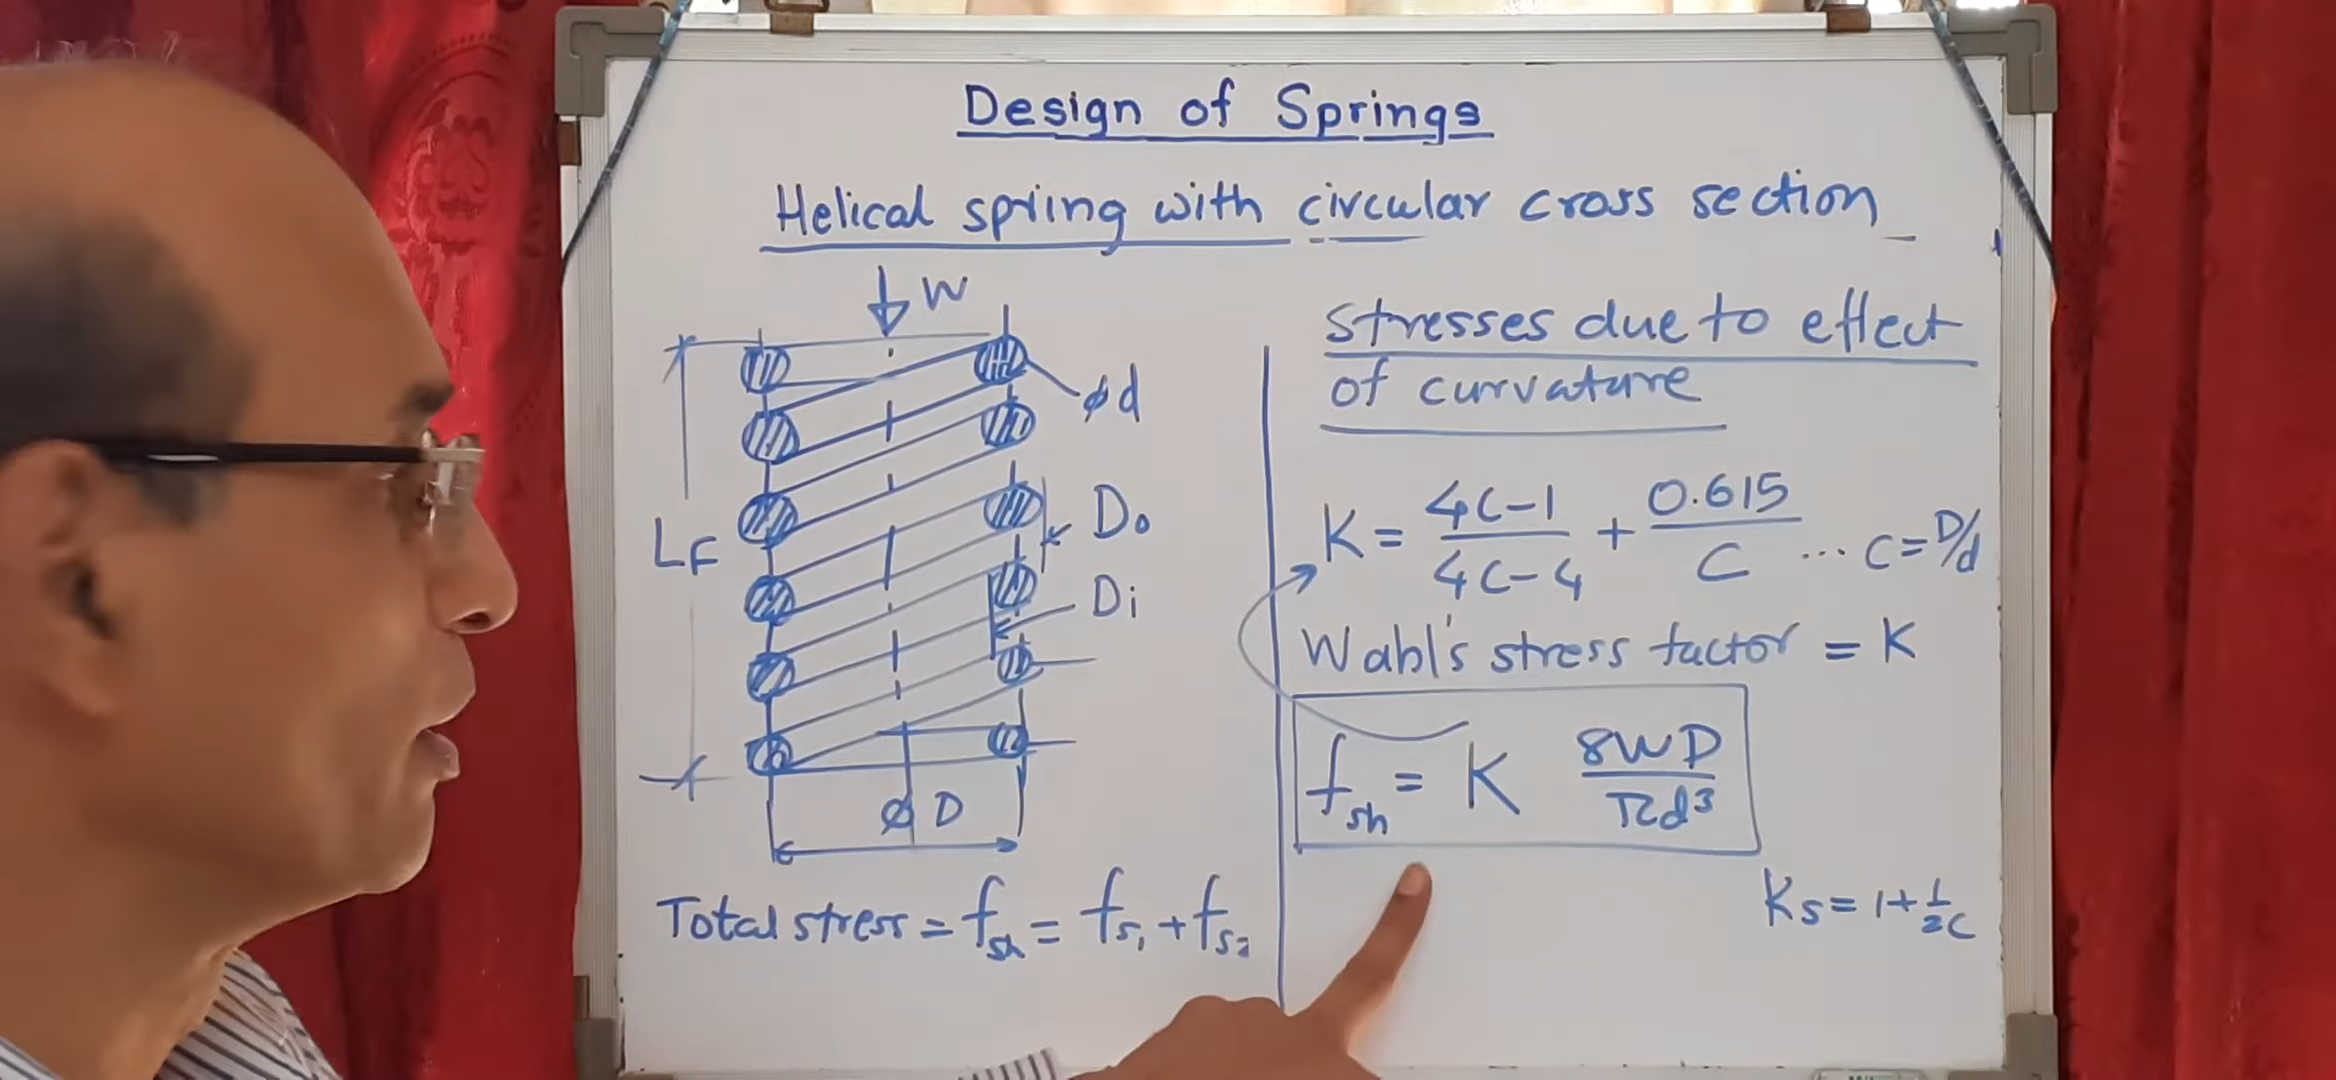 Design of Springs
Helical spring with circular cross section
W
ϕd
LF
Do
Di
ϕ D
Total stress = fsh = fs1 + fs2
Stresses due to effect
of curvature
K = 4C-1/4C-4 + 0.615/C ... C = D/d
Wahl's stress factor = K
fsh = K 8WD/πd³
Ks = 1 + 1/2C